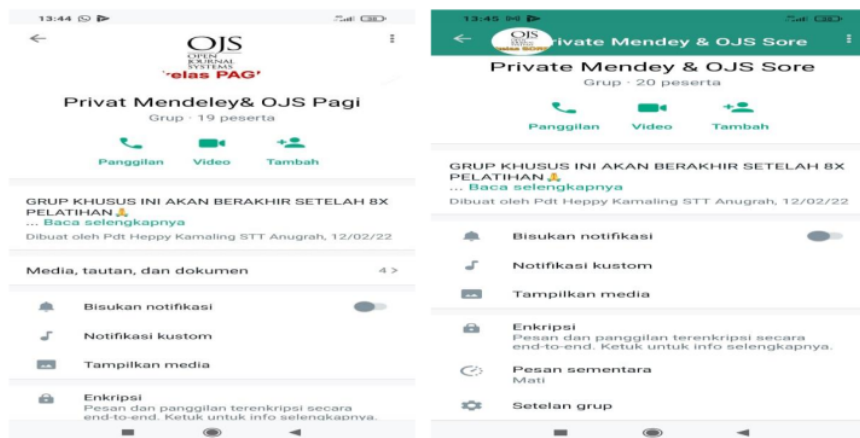 13:44
OJS
OPEN
JOURNAL
SYSTEMS
elas PAG
Privat Mendeley& OJS Pagi
Grup · 19 peserta
Panggilan Video Tambah
GRUP KHUSUS INI AKAN BERAKHIR SETELAH 8X
PELATIHAN🙏
... Baca selengkapnya
Dibuat oleh Pdt Heppy Kamaling STT Anugrah, 12/02/22
Media, tautan, dan dokumen 4 >
Bisukan notifikasi
Notifikasi kustom
Tampilkan media
Enkripsi
Pesan dan panggilan terenkripsi secara
end-to-end. Ketuk untuk info selengkapnya.
13:45
OJS
rivate Mendey & OJS Sore
Private Mendey & OJS Sore
Grup · 20 peserta
Panggilan Video Tambah
GRUP KHUSUS INI AKAN BERAKHIR SETELAH 8X
PELATIHAN🙏
... Baca selengkapnya
Dibuat oleh Pdt Heppy Kamaling STT Anugrah, 12/02/22
Bisukan notifikasi
Notifikasi kustom
Tampilkan media
Enkripsi
Pesan dan panggilan terenkripsi secara
end-to-end. Ketuk untuk info selengkapnya.
Pesan sementara
Mati
Setelan grup